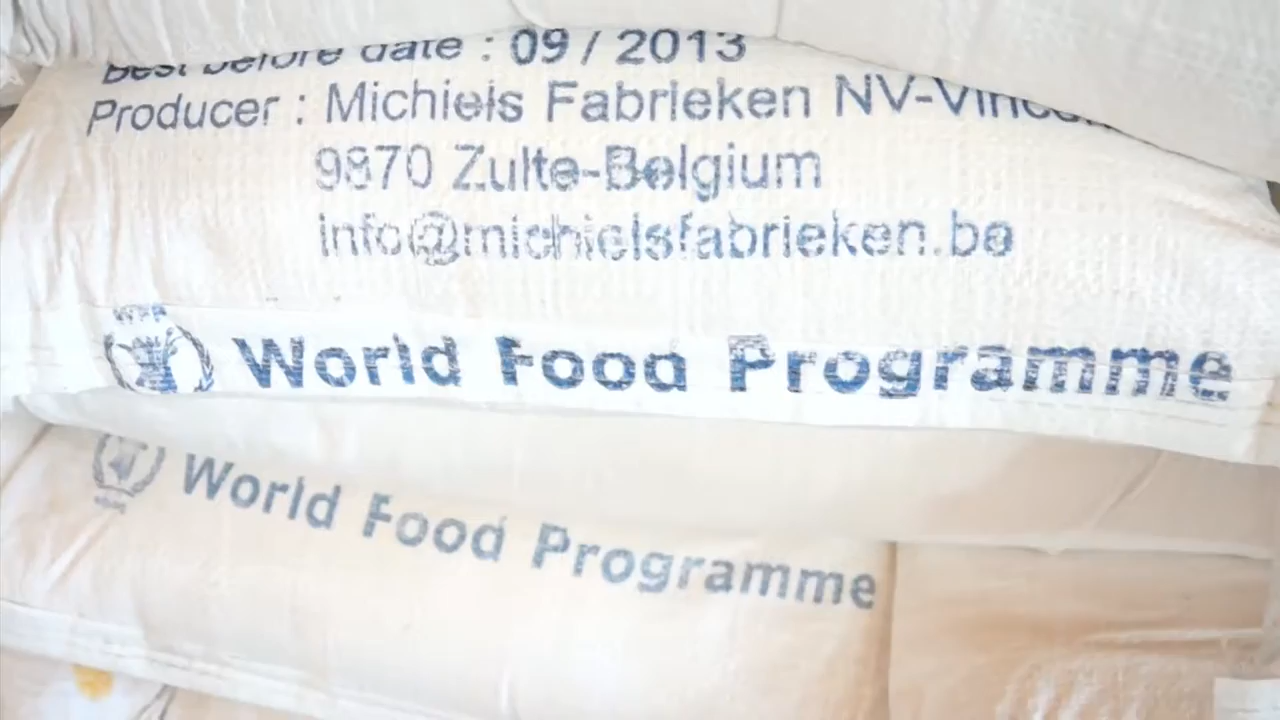 Best before date : 09 / 2013
Producer : Michiels Fabrieken NV-
9870 Zulte-Belgium
info@michielsfabrieken.be
WFP
World Food Programme
World Food Programme